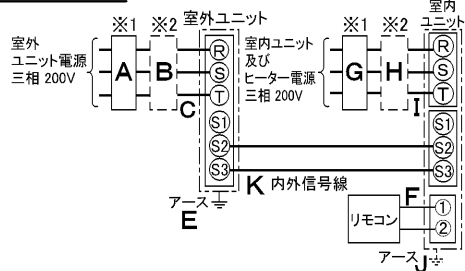 ※1 ※2 室外ユニット
室外
ユニット電源
三相 200V
A B C
R
S
T
S1
S2
S3
アース
E
※1 ※2 室内
ユニット
室内ユニット
及び
ヒーター電源
三相 200V
G H I
R
S
T
S1
S2
S3
K 内外信号線
リモコン F
①
②
アース J